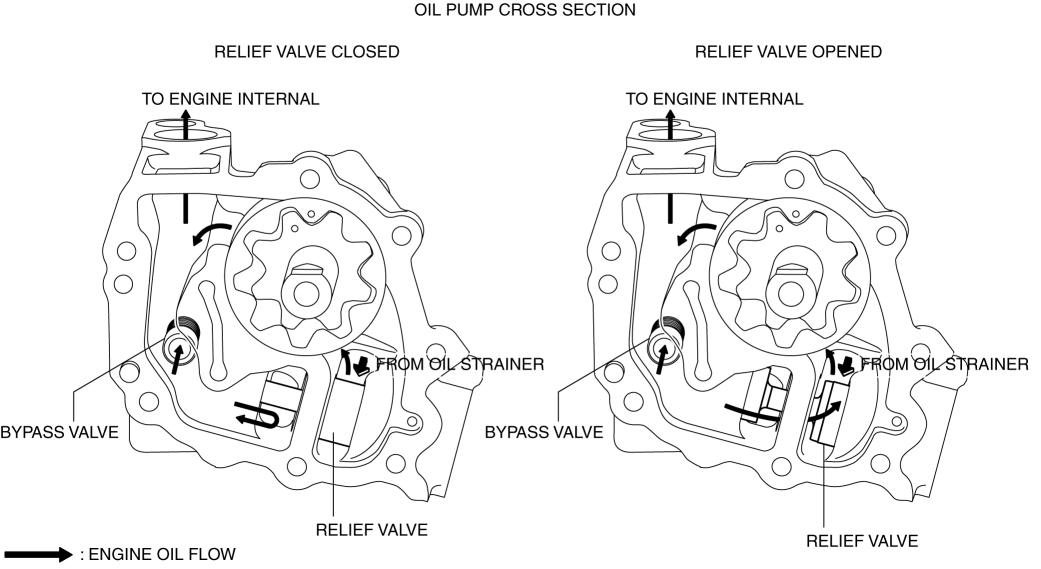 OIL PUMP CROSS SECTION
RELIEF VALVE CLOSED
RELIEF VALVE OPENED
TO ENGINE INTERNAL
TO ENGINE INTERNAL
FROM OIL STRAINER
FROM OIL STRAINER
BYPASS VALVE
BYPASS VALVE
RELIEF VALVE
RELIEF VALVE
: ENGINE OIL FLOW